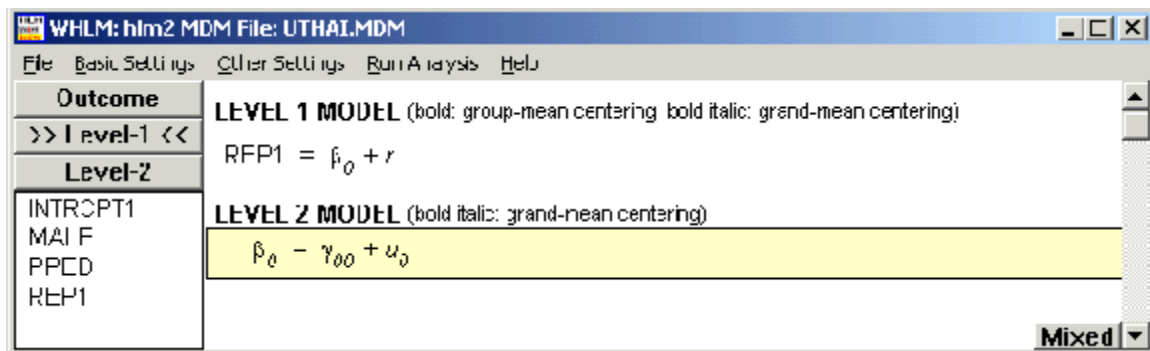 WHLM: hlm2 MDM File: UTHAI.MDM
File Basic Settings Other Settings Run Analysis Help
Outcome
>> Level-1 <<
Level-2
INTRCPT1
MALE
PPED
REP1
LEVEL 1 MODEL (bold: group-mean centering; bold italic: grand-mean centering)
REP1 = β₀ + r
LEVEL 2 MODEL (bold italic: grand-mean centering)
β₀ = γ₀₀ + u₀
Mixed